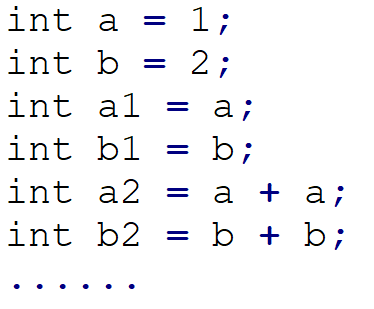 int a = 1;
int b = 2;
int a1 = a;
int b1 = b;
int a2 = a + a;
int b2 = b + b;
......